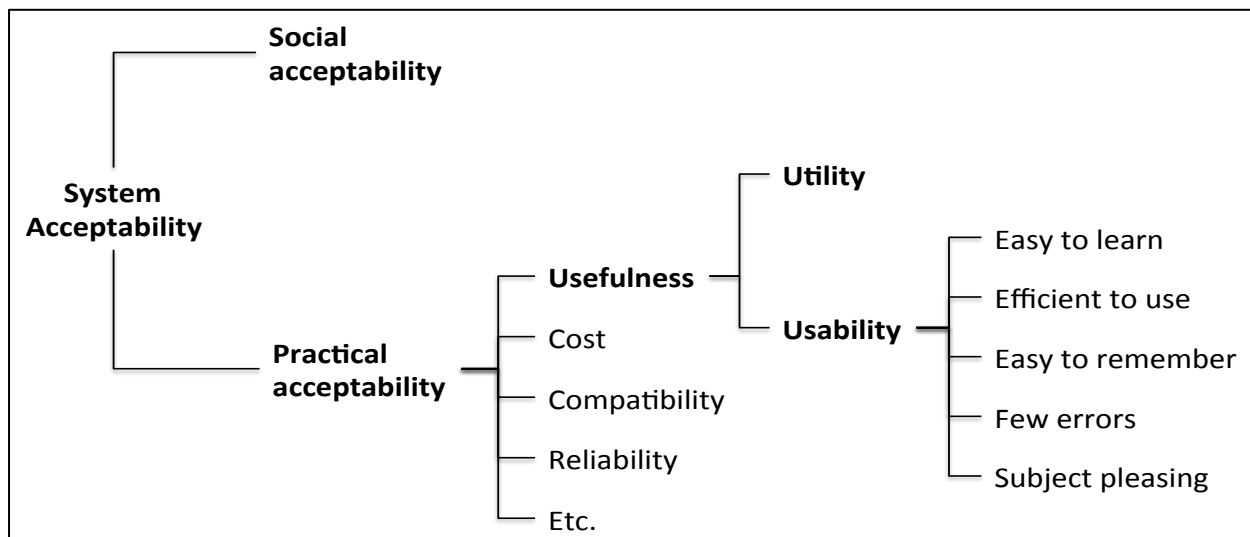 Social
acceptability
System
Acceptability
Practical
acceptability
Usefulness
Cost
Compatibility
Reliability
Etc.
Utility
Usability
Easy to learn
Efficient to use
Easy to remember
Few errors
Subject pleasing